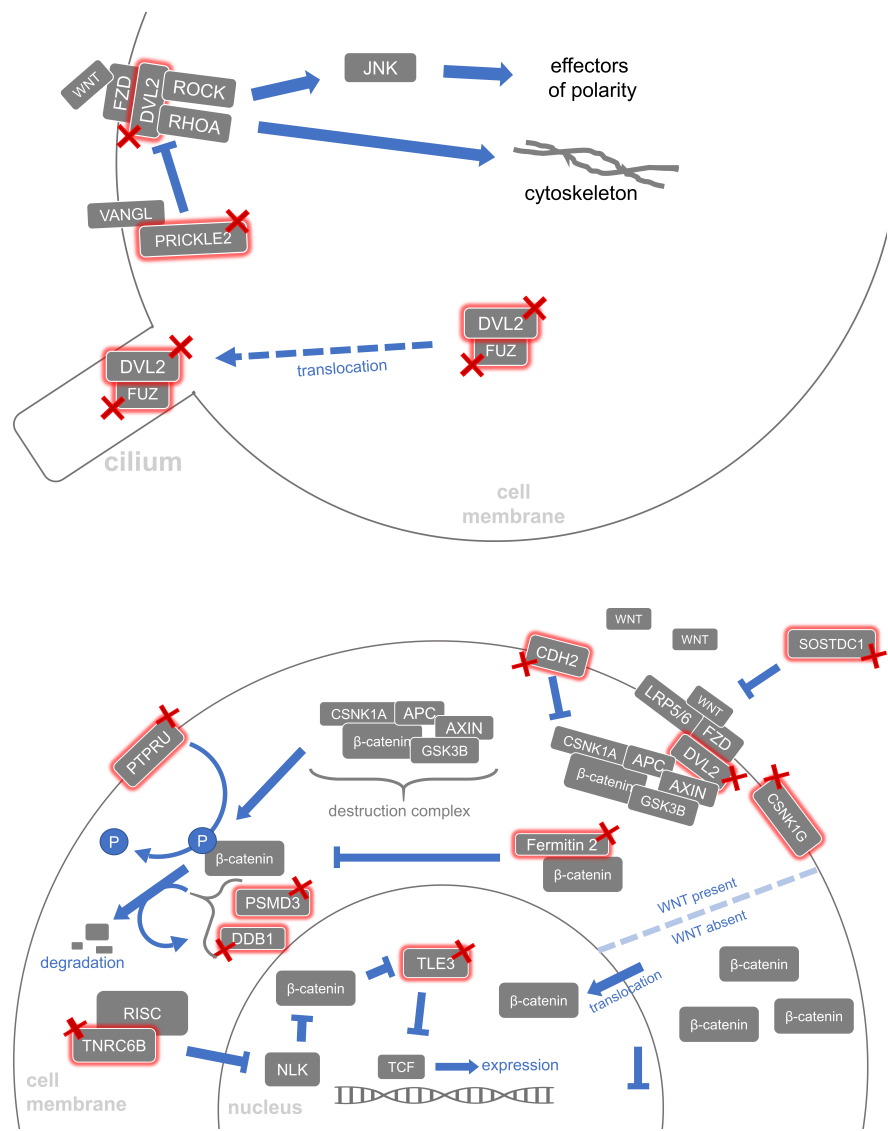 WNT
FZD
DVL2
ROCK
RHOA
JNK
effectors
of polarity
cytoskeleton
VANGL
PRICKLE2
DVL2
FUZ
translocation
DVL2
FUZ
cilium
cell
membrane
WNT
WNT
SOSTDC1
CDH2
LRP5/6
WNT
FZD
DVL2
CSNK1A
APC
AXIN
β-catenin
GSK3B
CSNK1G
PTPRU
CSNK1A
APC
AXIN
β-catenin
GSK3B
destruction complex
P
P
β-catenin
Fermitin 2
β-catenin
PSMD3
DDB1
degradation
WNT present
WNT absent
TLE3
β-catenin
β-catenin
translocation
β-catenin
β-catenin
β-catenin
RISC
TNRC6B
NLK
TCF
expression
cell
membrane
nucleus